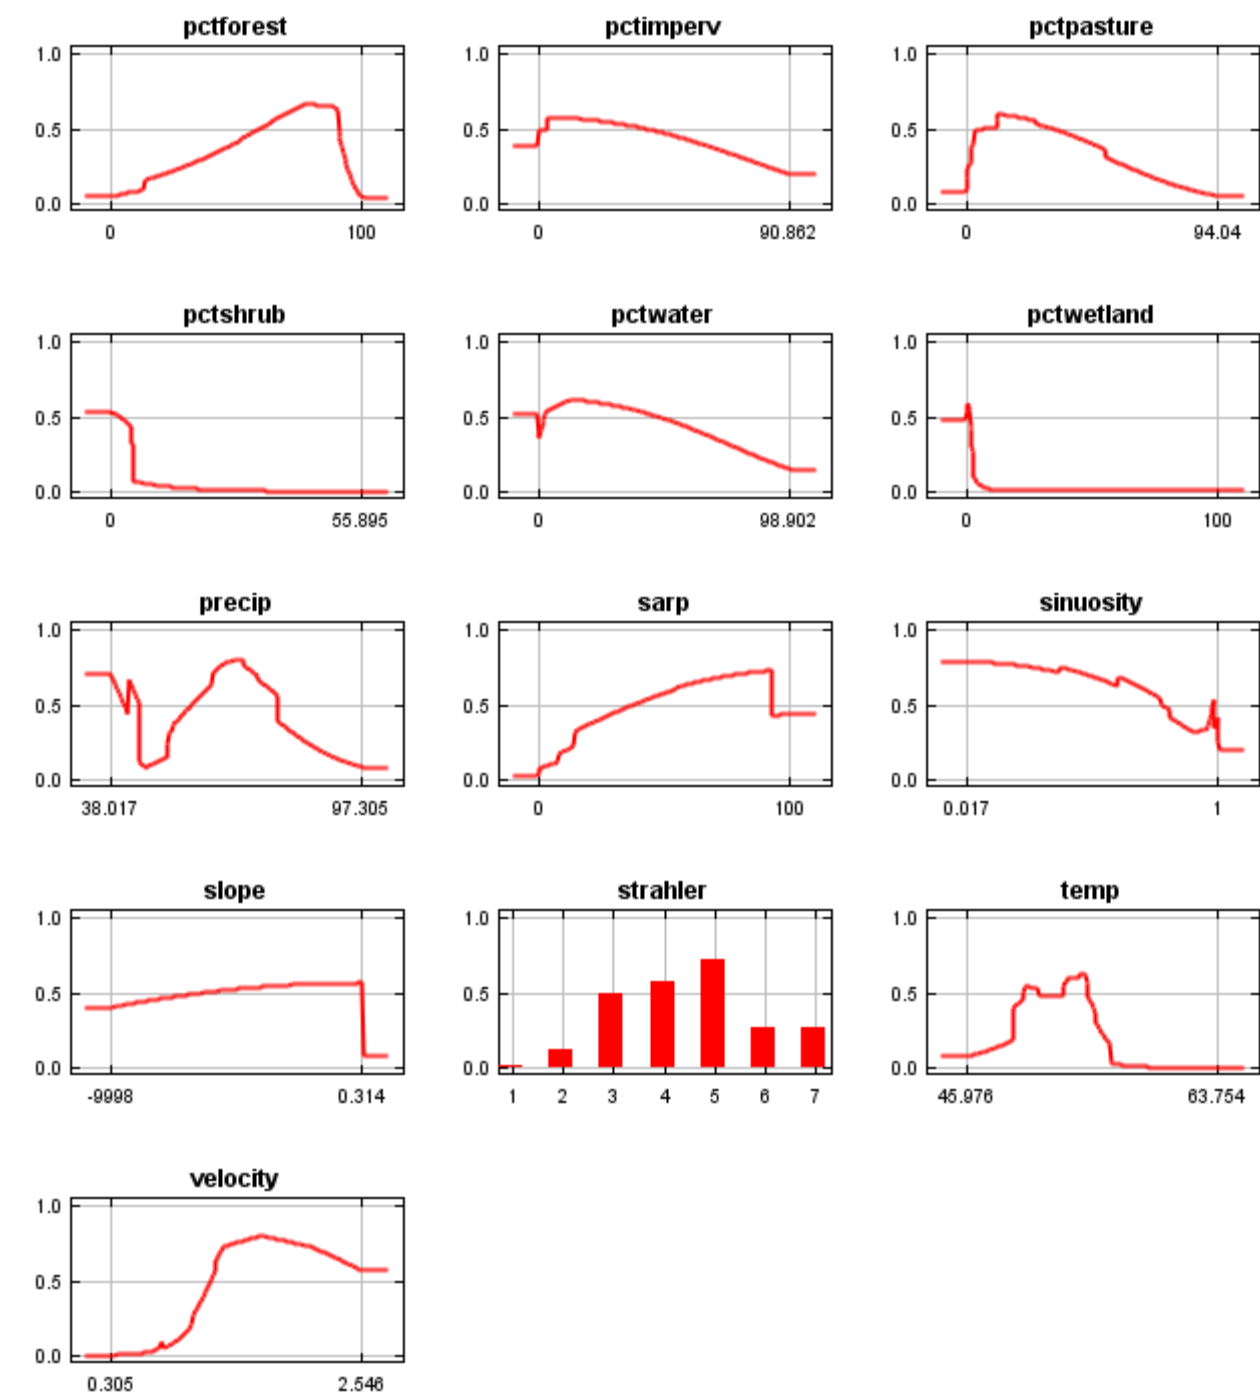 pctforest pctimperv pctpasture
1.0 1.0 1.0
0.5 0.5 0.5
0.0 0.0 0.0
0 100 0 90.862 0 94.04
pctshrub pctwater pctwetland
1.0 1.0 1.0
0.5 0.5 0.5
0.0 0.0 0.0
0 55.895 0 98.902 0 100
precip sarp sinuosity
1.0 1.0 1.0
0.5 0.5 0.5
0.0 0.0 0.0
38.017 97.305 0 100 0.017 1
slope strahler temp
1.0 1.0 1.0
0.5 0.5 0.5
0.0 0.0 0.0
-9998 0.314 1 2 3 4 5 6 7 45.976 63.754
velocity
1.0
0.5
0.0
0.305 2.546